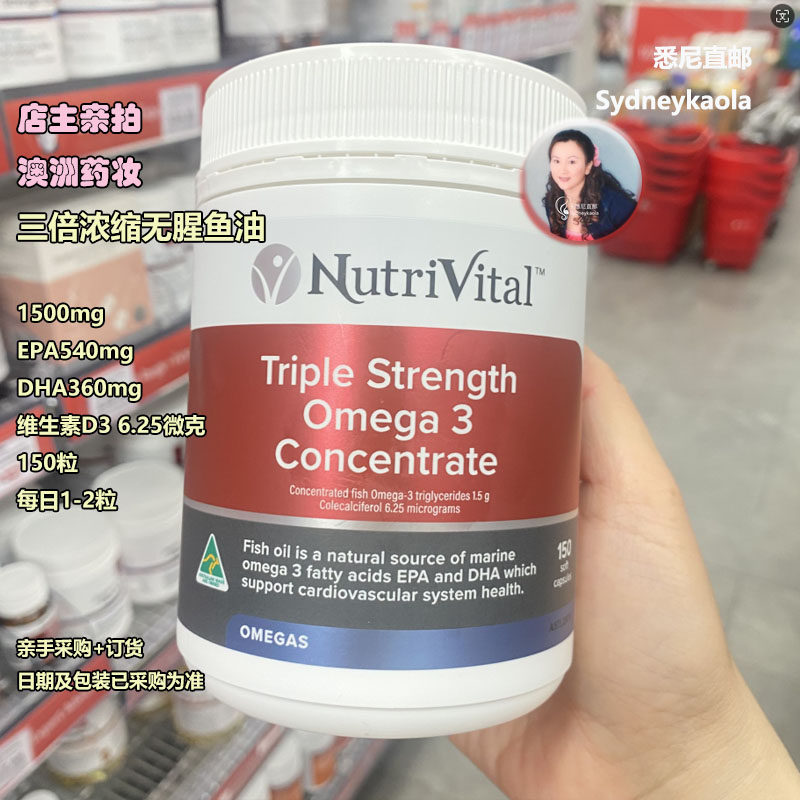 悉尼直邮
Sydneykaola
店主亲拍
澳洲药妆
三倍浓缩无腥鱼油
悉尼直邮
Sydneykaola
NutriVital™
1500mg
EPA540mg
DHA360mg
维生素D3 6.25微克
150粒
每日1-2粒
Triple Strength
Omega 3
Concentrate
Concentrated fish Omega-3 triglycerides 1.5 g
Colecalciferol 6.25 micrograms
Fish oil is a natural source of marine
omega 3 fatty acids EPA and DHA which
support cardiovascular system health.
150
soft
capsules
OMEGAS
亲手采购+订货
日期及包装已采购为准